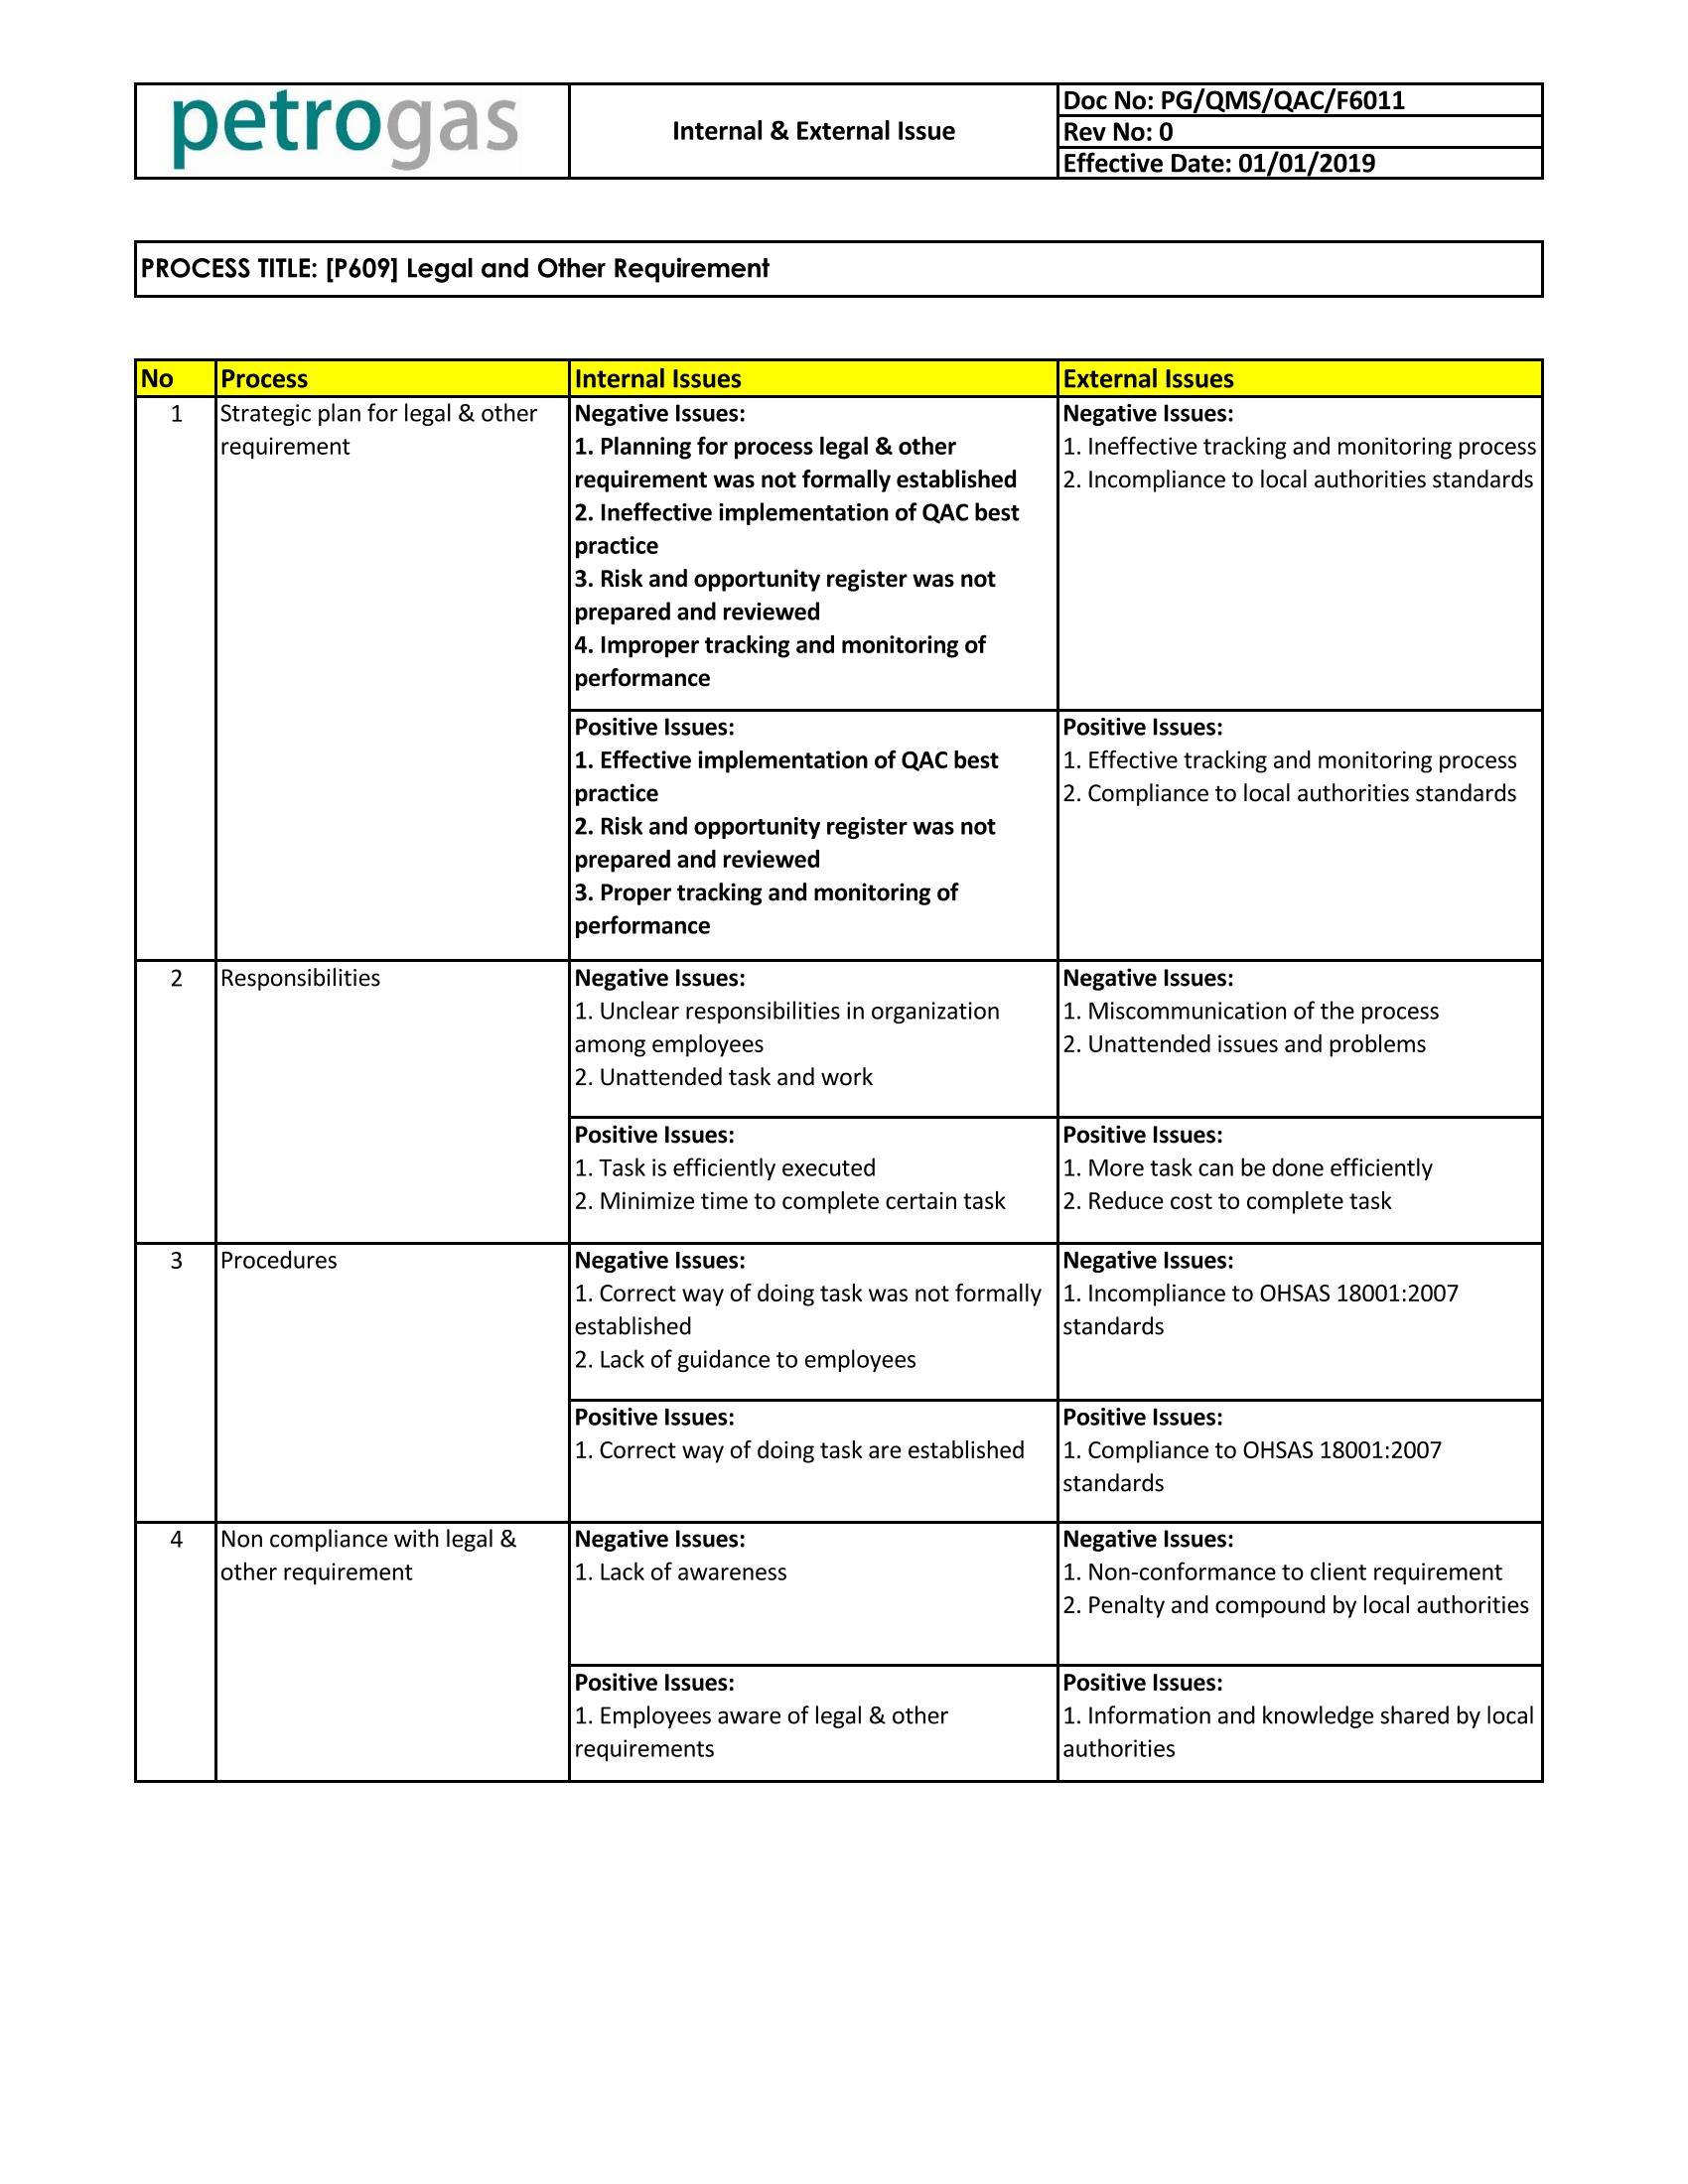 petrogas
Internal & External Issue
Doc No: PG/QMS/QAC/F6011
Rev No: 0
Effective Date: 01/01/2019
PROCESS TITLE: [P609] Legal and Other Requirement
No
Process
Internal Issues
External Issues
1
Strategic plan for legal & other
requirement
Negative Issues:
1. Planning for process legal & other
requirement was not formally established
2. Ineffective implementation of QAC best
practice
3. Risk and opportunity register was not
prepared and reviewed
4. Improper tracking and monitoring of
performance
Negative Issues:
1. Ineffective tracking and monitoring process
2. Incompliance to local authorities standards
Positive Issues:
1. Effective implementation of QAC best
practice
2. Risk and opportunity register was not
prepared and reviewed
3. Proper tracking and monitoring of
performance
Positive Issues:
1. Effective tracking and monitoring process
2. Compliance to local authorities standards
2
Responsibilities
Negative Issues:
1. Unclear responsibilities in organization
among employees
2. Unattended task and work
Negative Issues:
1. Miscommunication of the process
2. Unattended issues and problems
Positive Issues:
1. Task is efficiently executed
2. Minimize time to complete certain task
Positive Issues:
1. More task can be done efficiently
2. Reduce cost to complete task
3
Procedures
Negative Issues:
1. Correct way of doing task was not formally
established
2. Lack of guidance to employees
Negative Issues:
1. Incompliance to OHSAS 18001:2007
standards
Positive Issues:
1. Correct way of doing task are established
Positive Issues:
1. Compliance to OHSAS 18001:2007
standards
4
Non compliance with legal &
other requirement
Negative Issues:
1. Lack of awareness
Negative Issues:
1. Non-conformance to client requirement
2. Penalty and compound by local authorities
Positive Issues:
1. Employees aware of legal & other
requirements
Positive Issues:
1. Information and knowledge shared by local
authorities